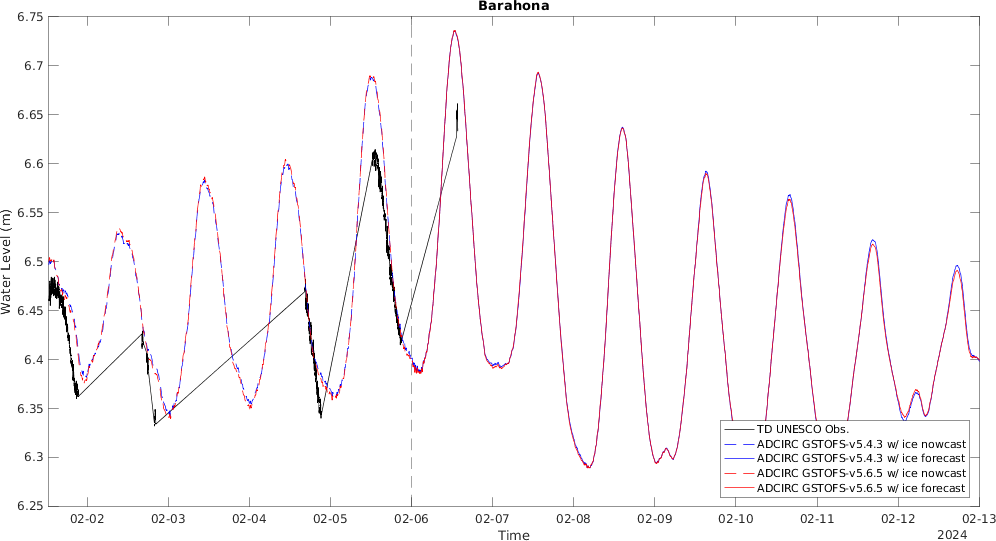 Barahona
6.75
6.7
6.65
6.6
6.55
6.5
6.45
6.4
6.35
6.3
6.25
Water Level (m)
TD UNESCO Obs.
ADCIRC GSTOFS-v5.4.3 w/ ice nowcast
ADCIRC GSTOFS-v5.4.3 w/ ice forecast
ADCIRC GSTOFS-v5.6.5 w/ ice nowcast
ADCIRC GSTOFS-v5.6.5 w/ ice forecast
02-02 02-03 02-04 02-05 02-06 02-07 02-08 02-09 02-10 02-11 02-12 02-13
Time 2024